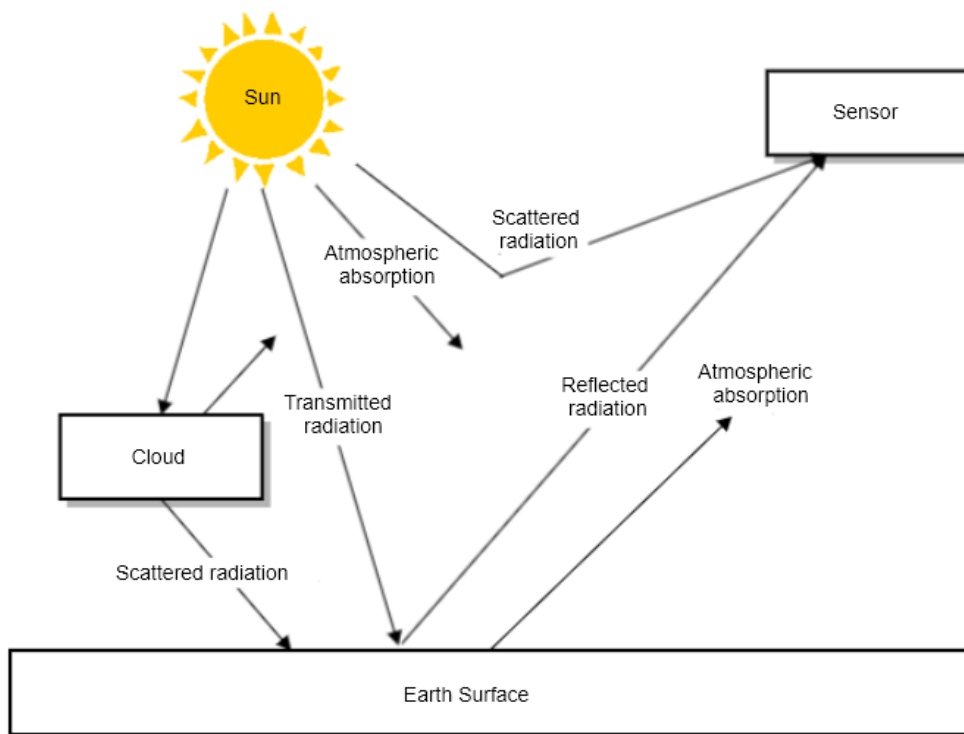 Sun
Sensor
Scattered
radiation
Atmospheric
absorption
Atmospheric
absorption
Reflected
radiation
Transmitted
radiation
Cloud
Scattered radiation
Earth Surface